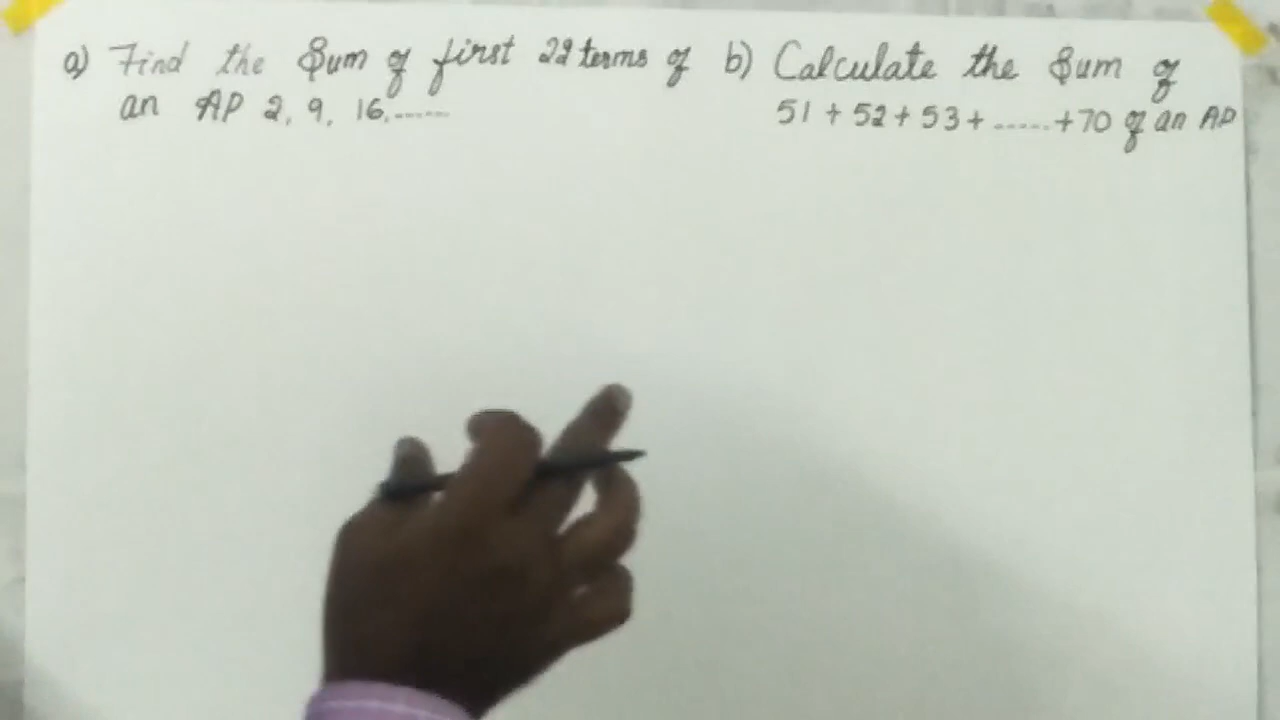 a) Find the Sum of first 22 terms of
an AP 2, 9, 16,......
b) Calculate the Sum of
51 + 52 + 53 + ...... + 70 of an AP